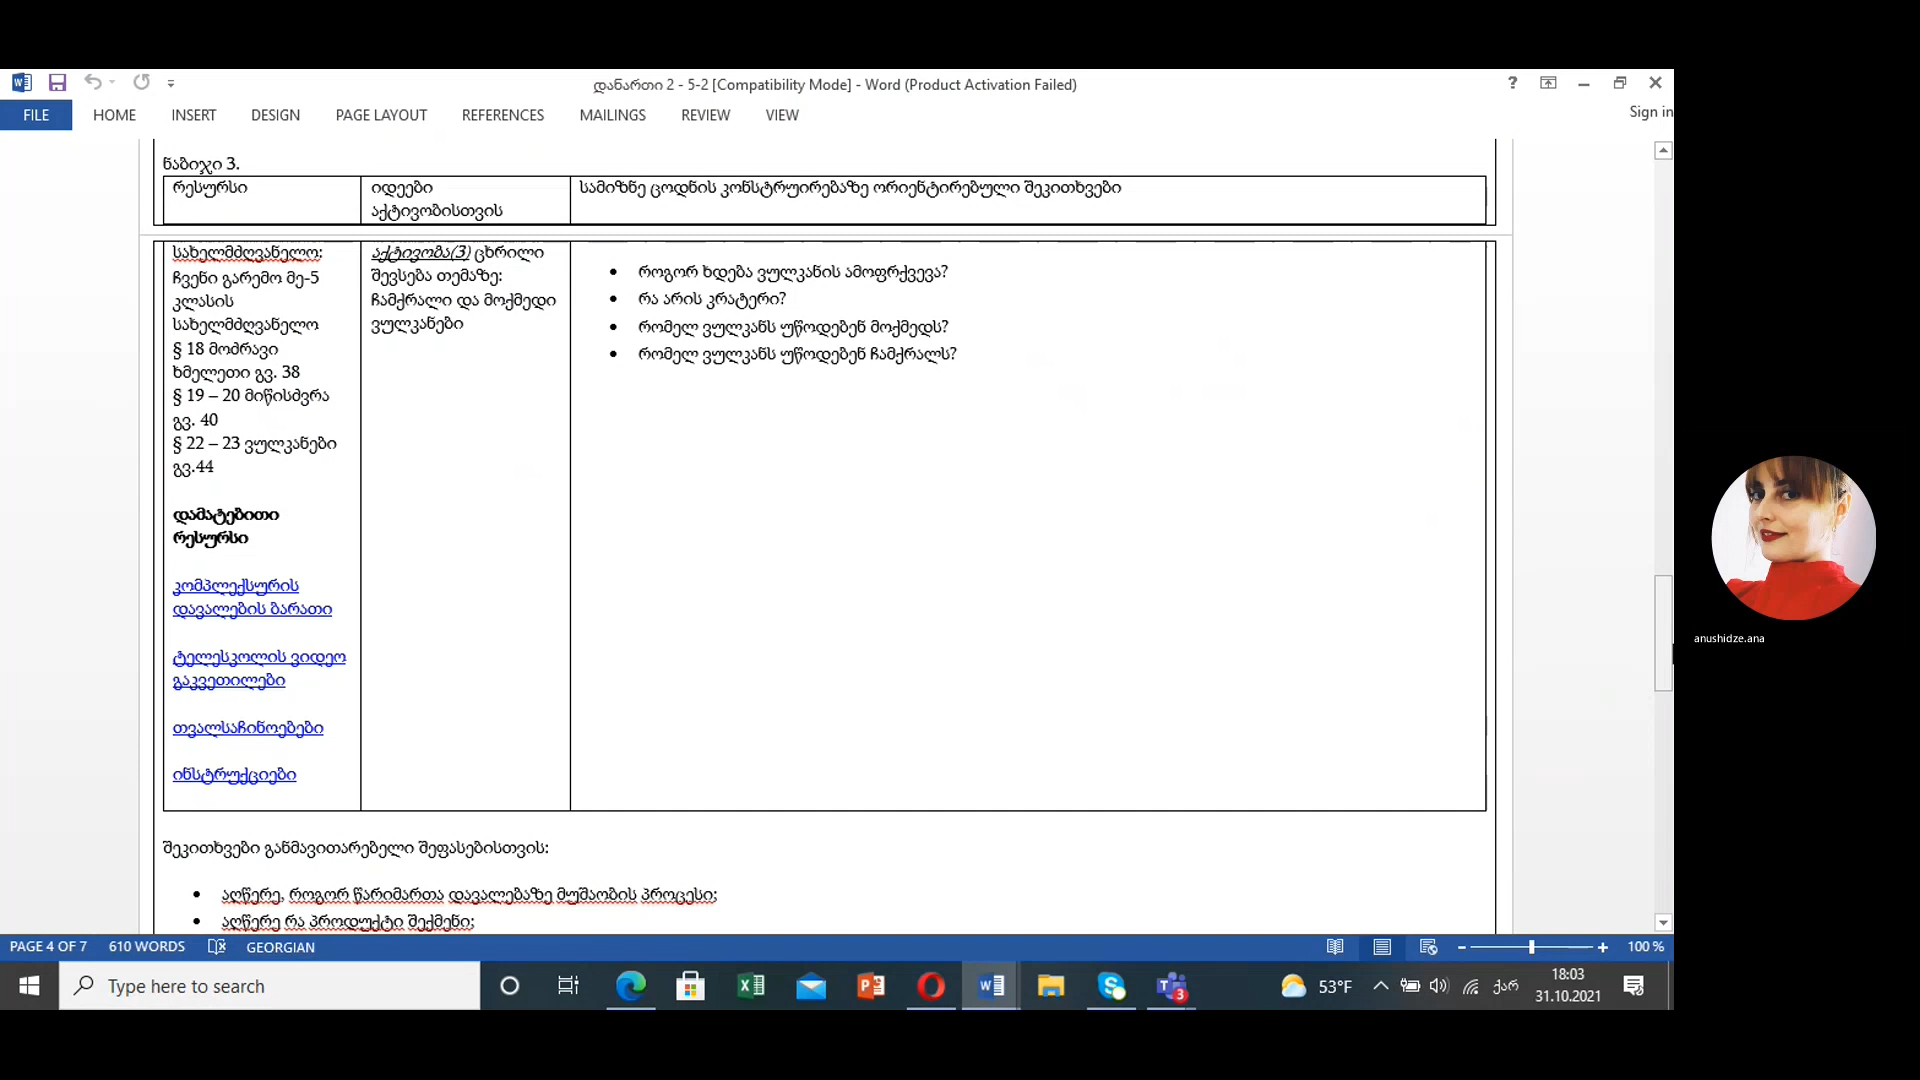 დანართი 2 - 5-2 [Compatibility Mode] - Word (Product Activation Failed)
?
Sign in
FILE HOME INSERT DESIGN PAGE LAYOUT REFERENCES MAILINGS REVIEW VIEW
ნაბიჯი 3.
რესურსი
იდეები
აქტივობისთვის
სამიზნე ცოდნის კონსტრუირებაზე ორიენტირებული შეკითხვები
სახელმძღვანელო:
ჩვენი გარემო მე-5
კლასის
სახელმძღვანელო
§ 18 მოძრავი
ხმელეთი გვ. 38
§ 19 – 20 მიწისძვრა
გვ. 40
§ 22 – 23 ვულკანები
გვ.44
დამატებითი
რესურსი
კომპლექსურის
დავალების ბარათი
ტელესკოლის ვიდეო
გაკვეთილები
თვალსაჩინოებები
ინსტრუქციები
აქტივობა(3) ცხრილი
შევსება თემაზე:
ჩამქრალი და მოქმედი
ვულკანები
• როგორ ხდება ვულკანის ამოფრქვევა?
• რა არის კრატერი?
• რომელ ვულკანს უწოდებენ მოქმედს?
• რომელ ვულკანს უწოდებენ ჩამქრალს?
შეკითხვები განმავითარებელი შეფასებისთვის:
• აღწერე, როგორ წარიმართა დავალებაზე მუშაობის პროცესი;
• აღწერე რა პროდუქტი შექმენი;
anushidze.ana
PAGE 4 OF 7 610 WORDS GEORGIAN 100 %
Type here to search
3
53°F
ქარ
18:03
31.10.2021